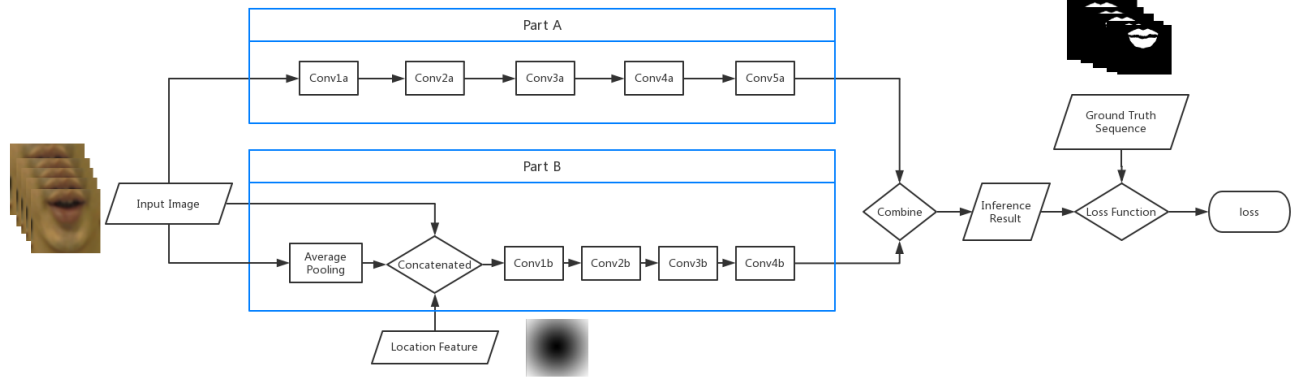 Part A
Conv1a
Conv2a
Conv3a
Conv4a
Conv5a
Ground Truth
Sequence
Part B
Input Image
Combine
Inference
Result
Loss Function
loss
Average
Pooling
Concatenated
Conv1b
Conv2b
Conv3b
Conv4b
Location Feature